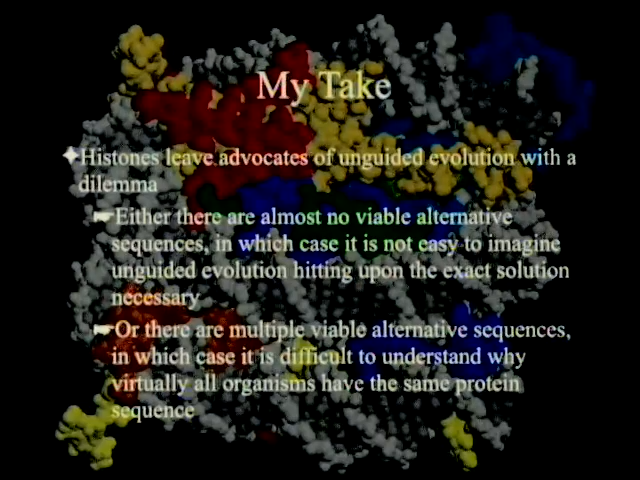 My Take
Histones leave advocates of unguided evolution with a
dilemma
Either there are almost no viable alternative
sequences, in which case it is not easy to imagine
unguided evolution hitting upon the exact solution
necessary
Or there are multiple viable alternative sequences,
in which case it is difficult to understand why
virtually all organisms have the same protein
sequence